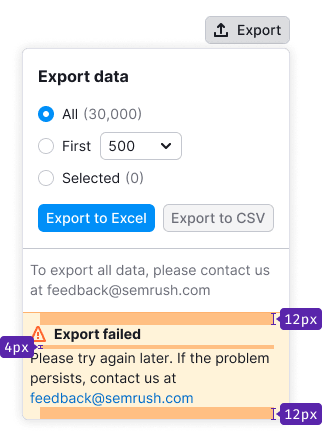 Export
Export data
All (30,000)
First 500
Selected (0)
Export to Excel Export to CSV
To export all data, please contact us
at feedback@semrush.com
12px
Export failed
4px
Please try again later. If the problem
persists, contact us at
feedback@semrush.com
12px